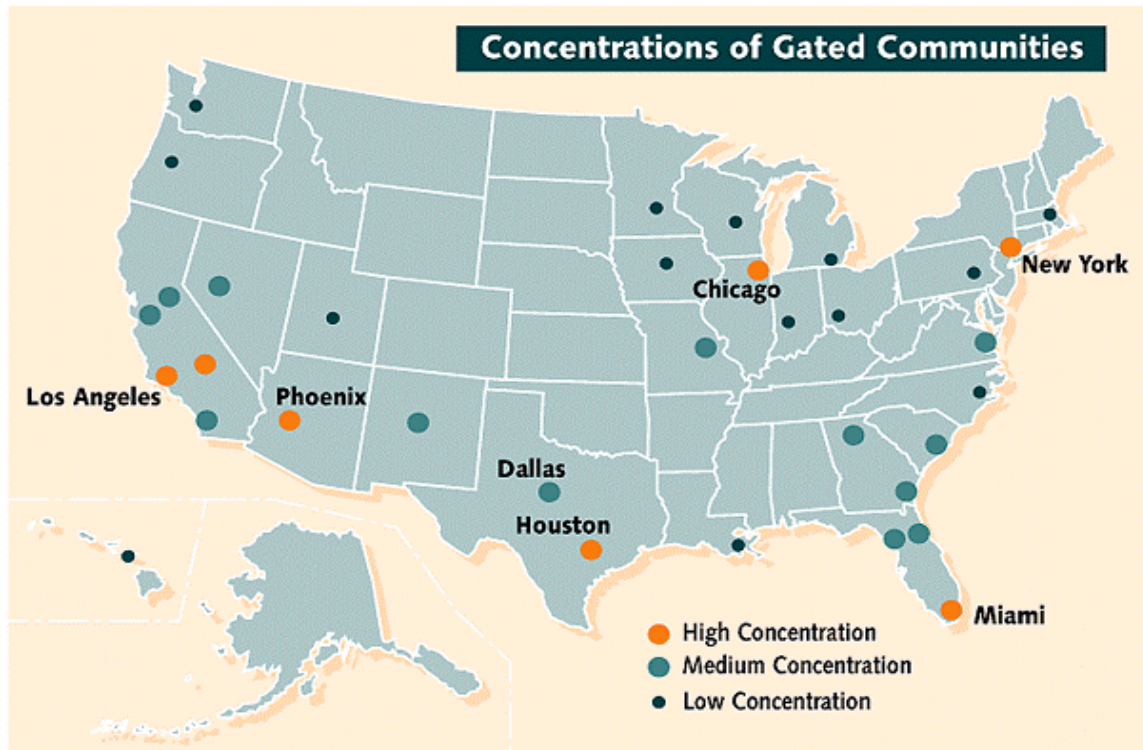 Concentrations of Gated Communities
New York
Chicago
Los Angeles
Phoenix
Dallas
Houston
Miami
High Concentration
Medium Concentration
Low Concentration